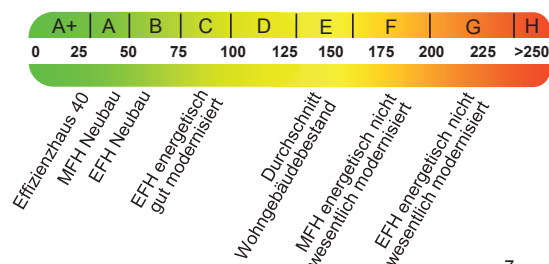 A+ A B C D E F G H
0 25 50 75 100 125 150 175 200 225 >250
Effizienzhaus 40
MFH Neubau
EFH Neubau
EFH energetisch
gut modernisiert
Durchschnitt
Wohngebäudebestand
MFH energetisch nicht
wesentlich modernisiert
EFH energetisch nicht
wesentlich modernisiert
7